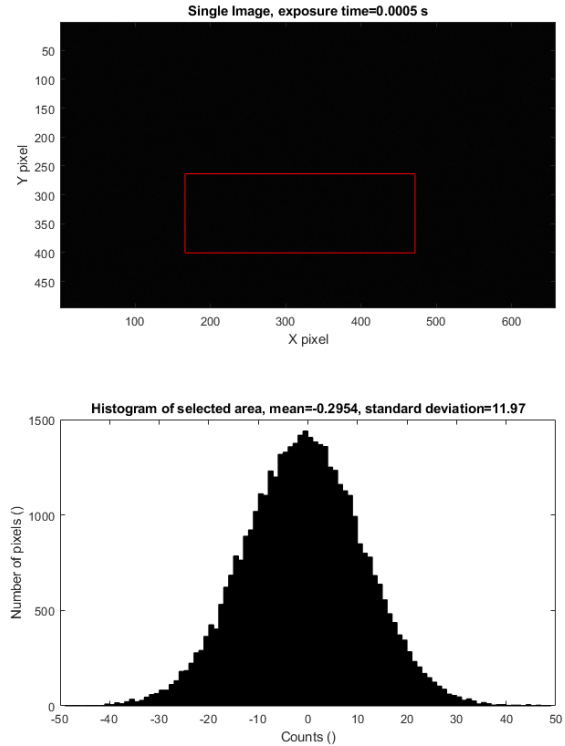 Single Image, exposure time=0.0005 s
50
100
150
200
250
300
350
400
450
Y pixel
100 200 300 400 500 600
X pixel
Histogram of selected area, mean=-0.2954, standard deviation=11.97
1500
1000
500
0
Number of pixels ()
-50 -40 -30 -20 -10 0 10 20 30 40 50
Counts ()